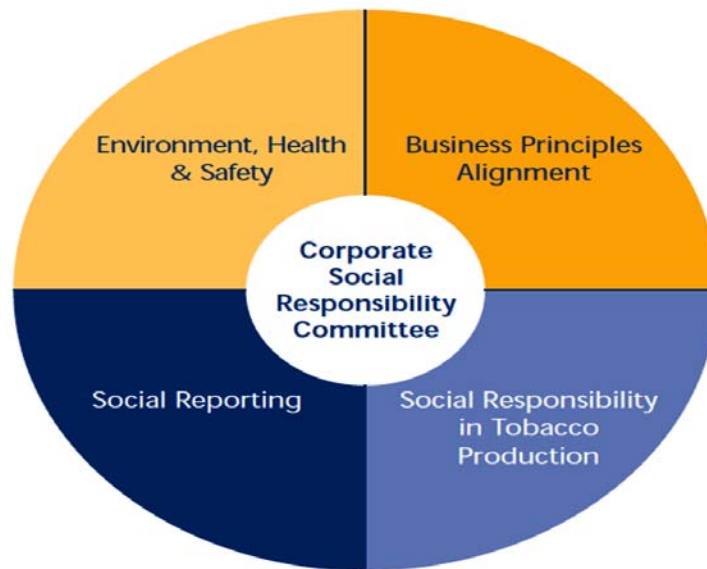 Environment, Health
& Safety
Business Principles
Alignment
Corporate
Social
Responsibility
Committee
Social Reporting
Social Responsibility
in Tobacco
Production